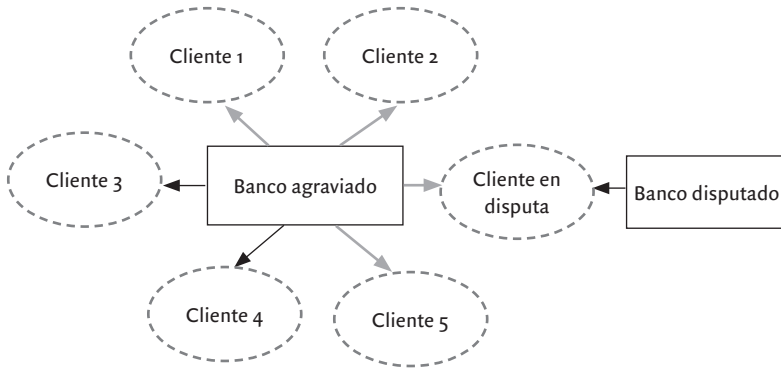 Cliente 1
Cliente 2
Cliente 3
Banco agraviado
Cliente en
disputa
Banco disputado
Cliente 4
Cliente 5